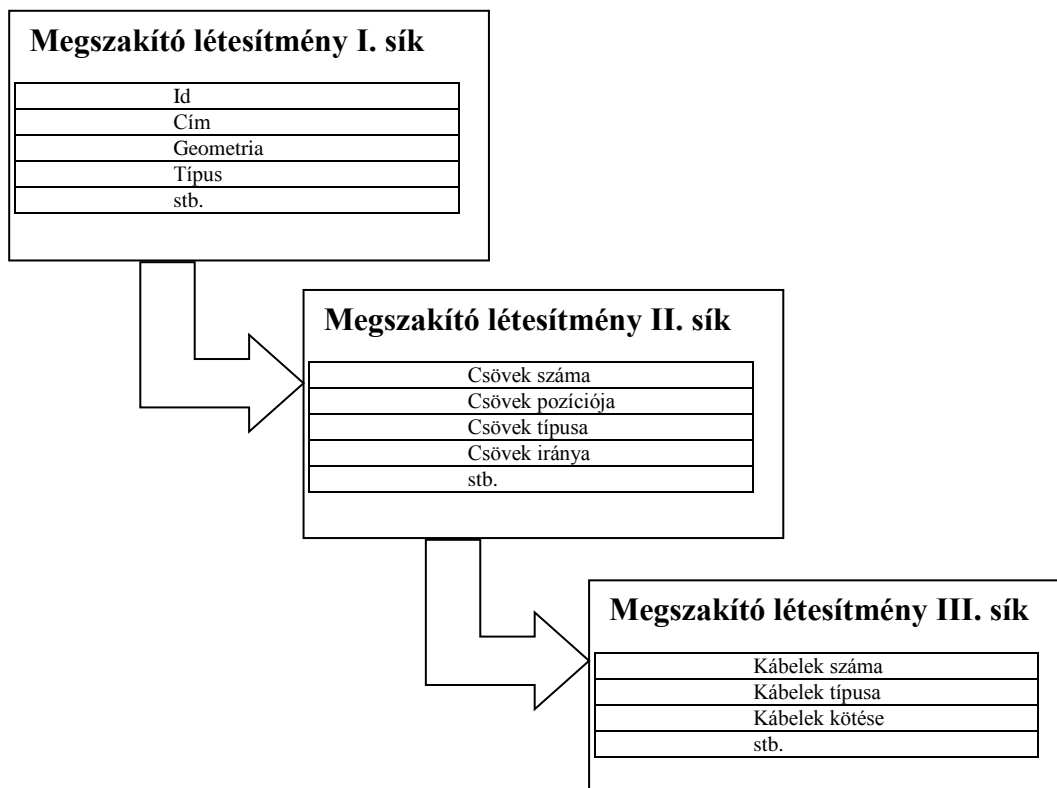 Megszakító létesítmény I. sík
Id
Cím
Geometria
Típus
stb.
Megszakító létesítmény II. sík
Csövek száma
Csövek pozíciója
Csövek típusa
Csövek iránya
stb.
Megszakító létesítmény III. sík
Kábelek száma
Kábelek típusa
Kábelek kötése
stb.